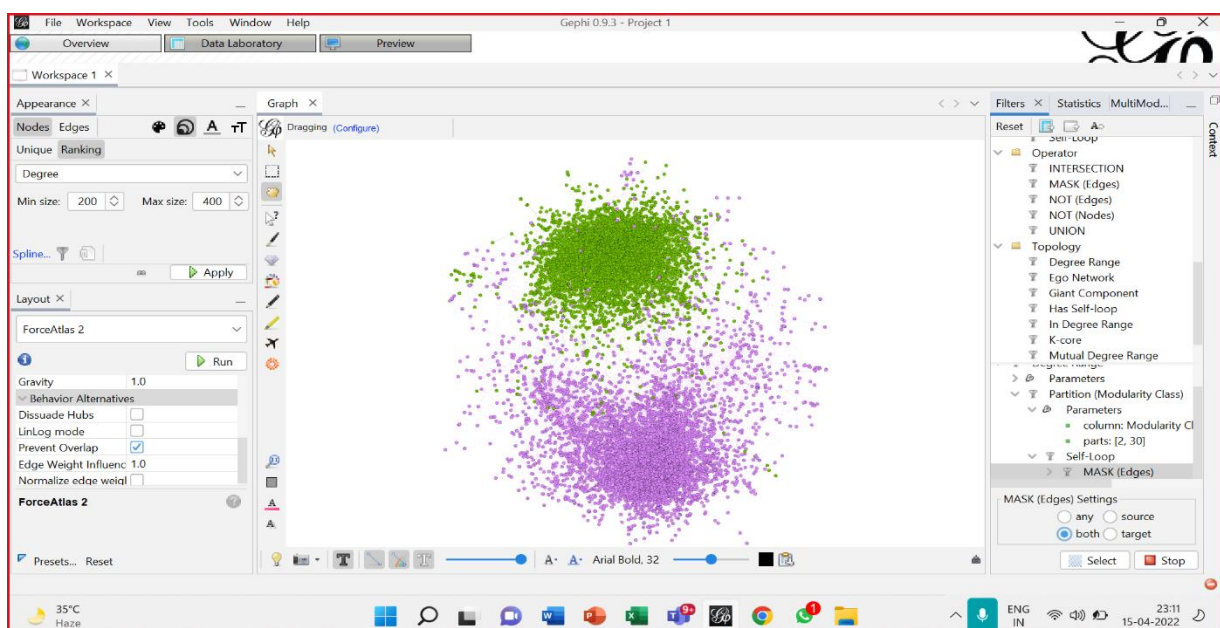 File Workspace View Tools Window Help
Gephi 0.9.3 - Project 1
Overview
Data Laboratory
Preview
Workspace 1
Appearance
Nodes Edges
Unique Ranking
Degree
Min size: 200 Max size: 400
Spline...
Apply
Layout
ForceAtlas 2
Run
Gravity 1.0
Behavior Alternatives
Dissuade Hubs
LinLog mode
Prevent Overlap
Edge Weight Influenc 1.0
Normalize edge weigl
ForceAtlas 2
Presets... Reset
Graph
Dragging (Configure)
Arial Bold, 32
Filters Statistics MultiMod...
Context
Reset
Self-Loop
Operator
INTERSECTION
MASK (Edges)
NOT (Edges)
NOT (Nodes)
UNION
Topology
Degree Range
Ego Network
Giant Component
Has Self-loop
In Degree Range
K-core
Mutual Degree Range
Degree Range
Parameters
Partition (Modularity Class)
Parameters
column: Modularity Cl
parts: [2, 30]
Self-Loop
MASK (Edges)
MASK (Edges) Settings
any source
both target
Select Stop
35°C
Haze
9+
1
ENG
IN
23:11
15-04-2022